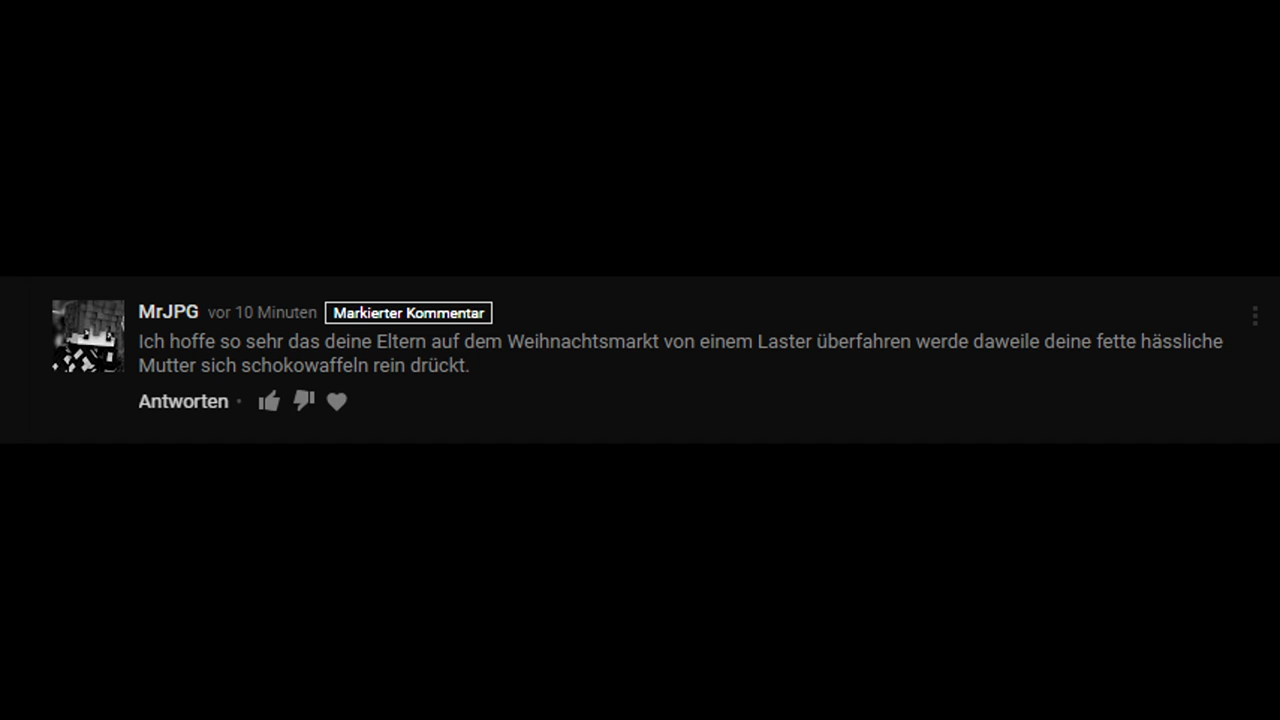 MrJPG vor 10 Minuten Markierter Kommentar
Ich hoffe so sehr das deine Eltern auf dem Weihnachtsmarkt von einem Laster überfahren werde daweile deine fette hässliche
Mutter sich schokowaffeln rein drückt.
Antworten